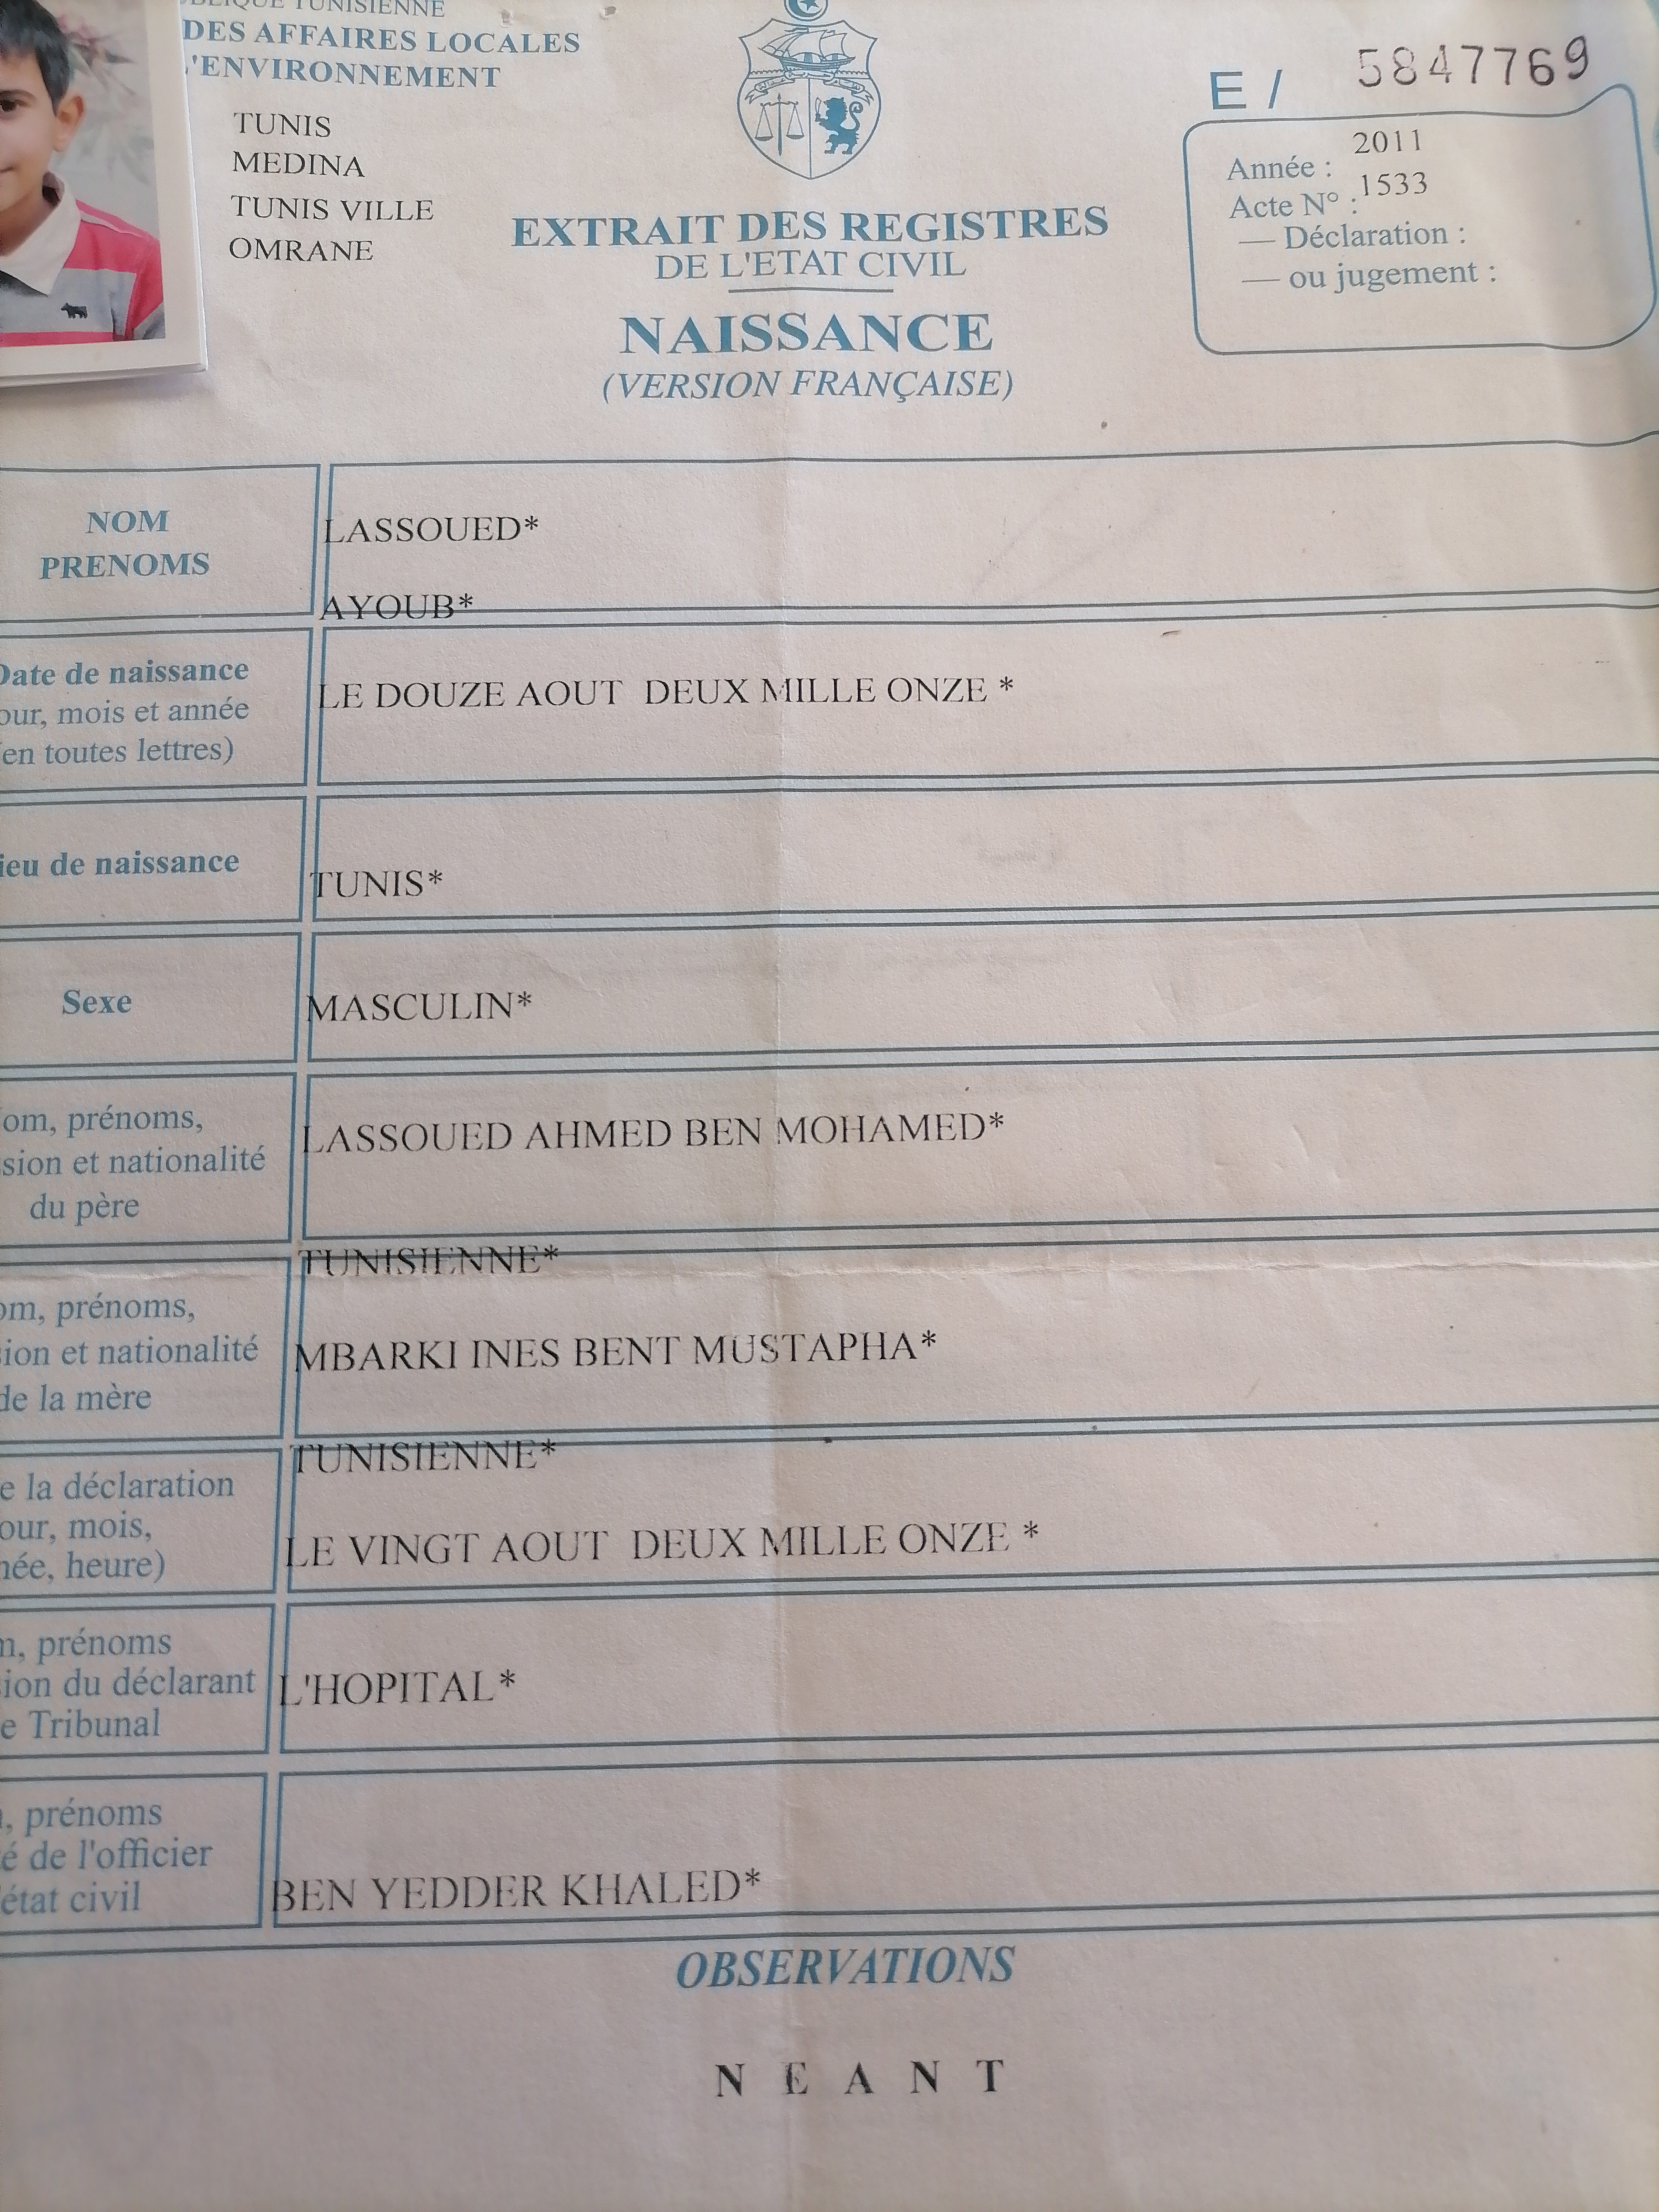 TUNISIENNE
DES AFFAIRES LOCALES
L'ENVIRONNEMENT
TUNIS
MEDINA
TUNIS VILLE
OMRANE
E / 5847769
Année : 2011
Acte N° : 1533
— Déclaration :
— ou jugement :
EXTRAIT DES REGISTRES
DE L'ETAT CIVIL
NAISSANCE
(VERSION FRANÇAISE)
NOM
PRENOMS
LASSOUED*
AYOUB*
Date de naissance
our, mois et année
en toutes lettres)
LE DOUZE AOUT DEUX MILLE ONZE *
ieu de naissance
TUNIS*
Sexe
MASCULIN*
om, prénoms,
sion et nationalité
du père
LASSOUED AHMED BEN MOHAMED*
TUNISIENNE*
om, prénoms,
sion et nationalité
de la mère
MBARKI INES BENT MUSTAPHA*
TUNISIENNE*
e la déclaration
our, mois,
née, heure)
LE VINGT AOUT DEUX MILLE ONZE *
m, prénoms
sion du déclarant
e Tribunal
L'HOPITAL*
, prénoms
é de l'officier
'état civil
BEN YEDDER KHALED*
OBSERVATIONS
N E A N T